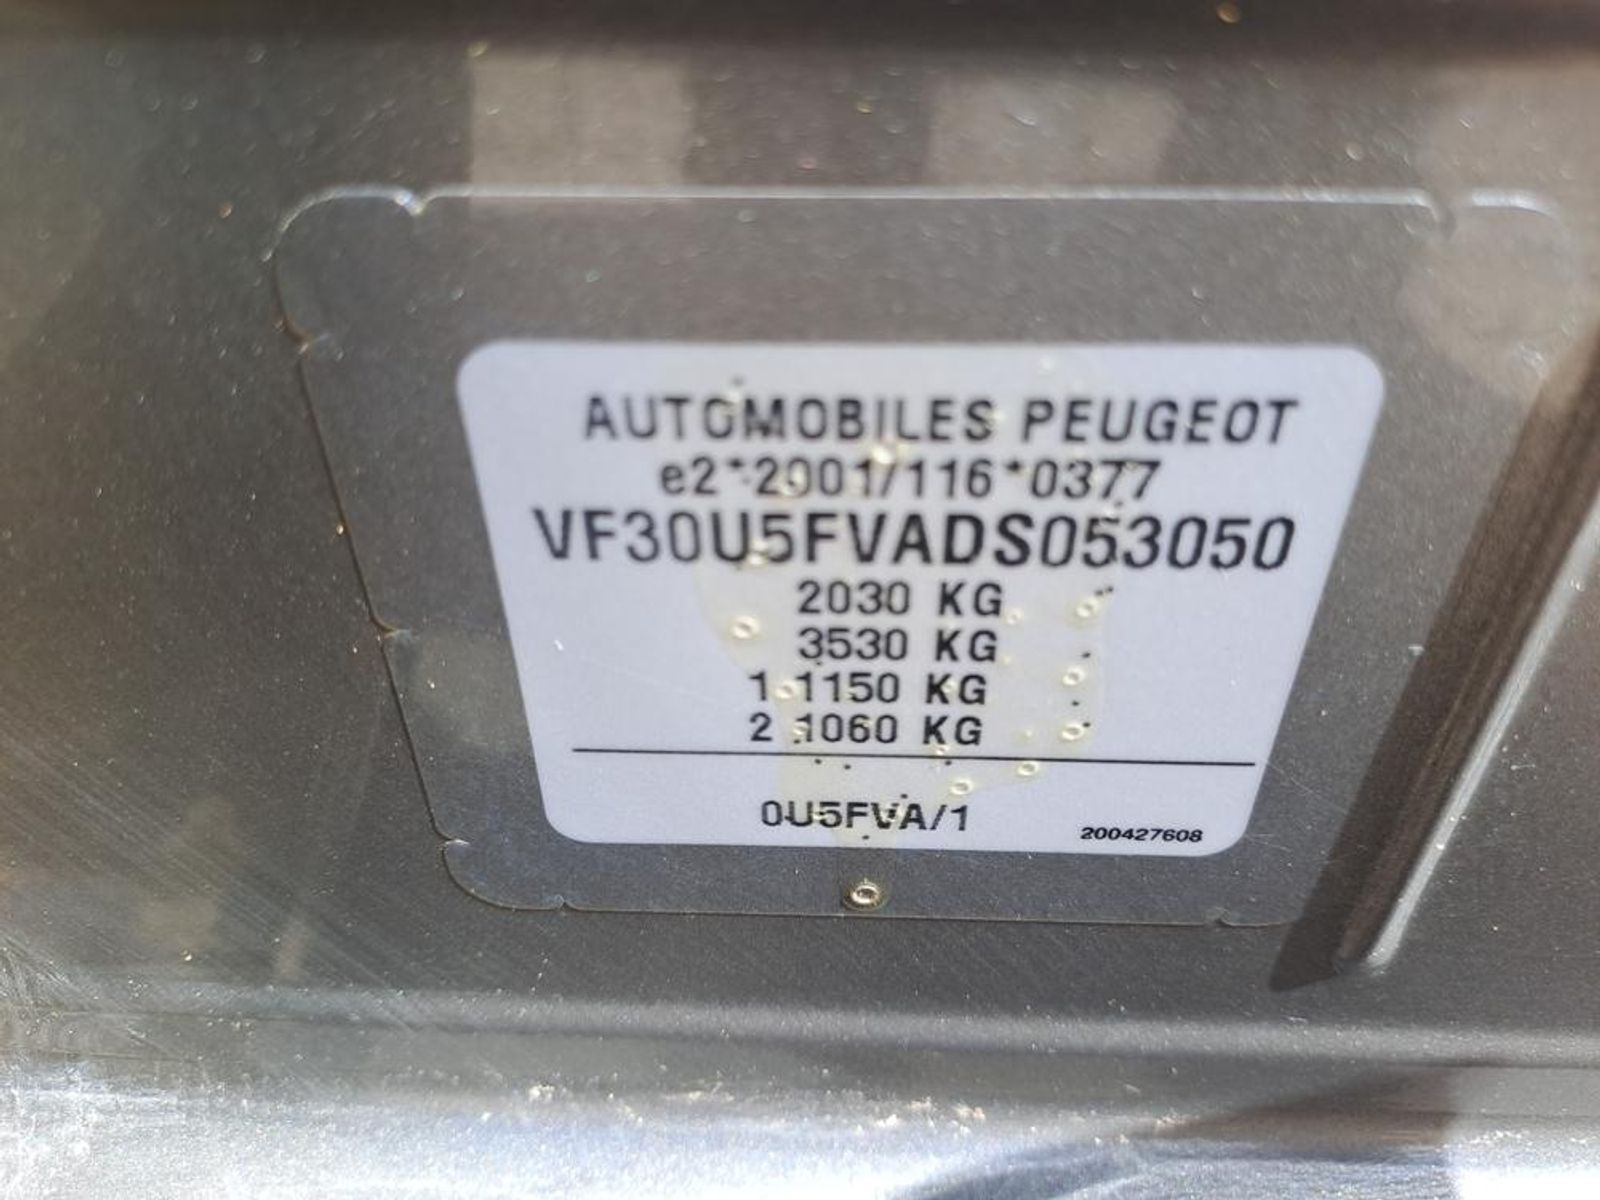 AUTOMOBILES PEUGEOT
e2*2001/116*0377
VF30U5FVADS053050
2030 KG
3530 KG
1 1150 KG
2 1060 KG
0U5FVA/1
200427608